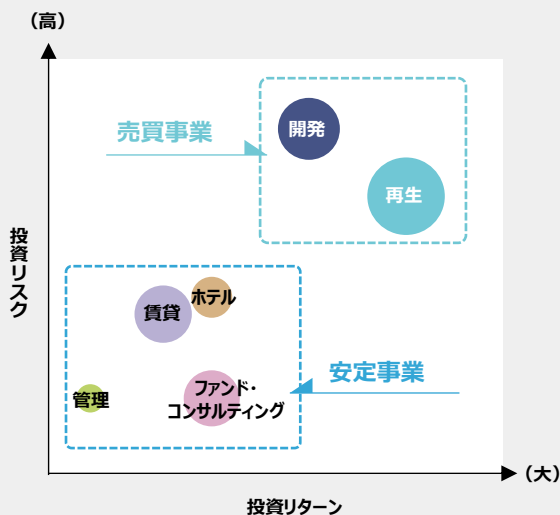 (高)
開発
売買事業
再生
投資リスク
ホテル
賃貸
安定事業
ファンド・
コンサルティング
管理
(大)
投資リターン